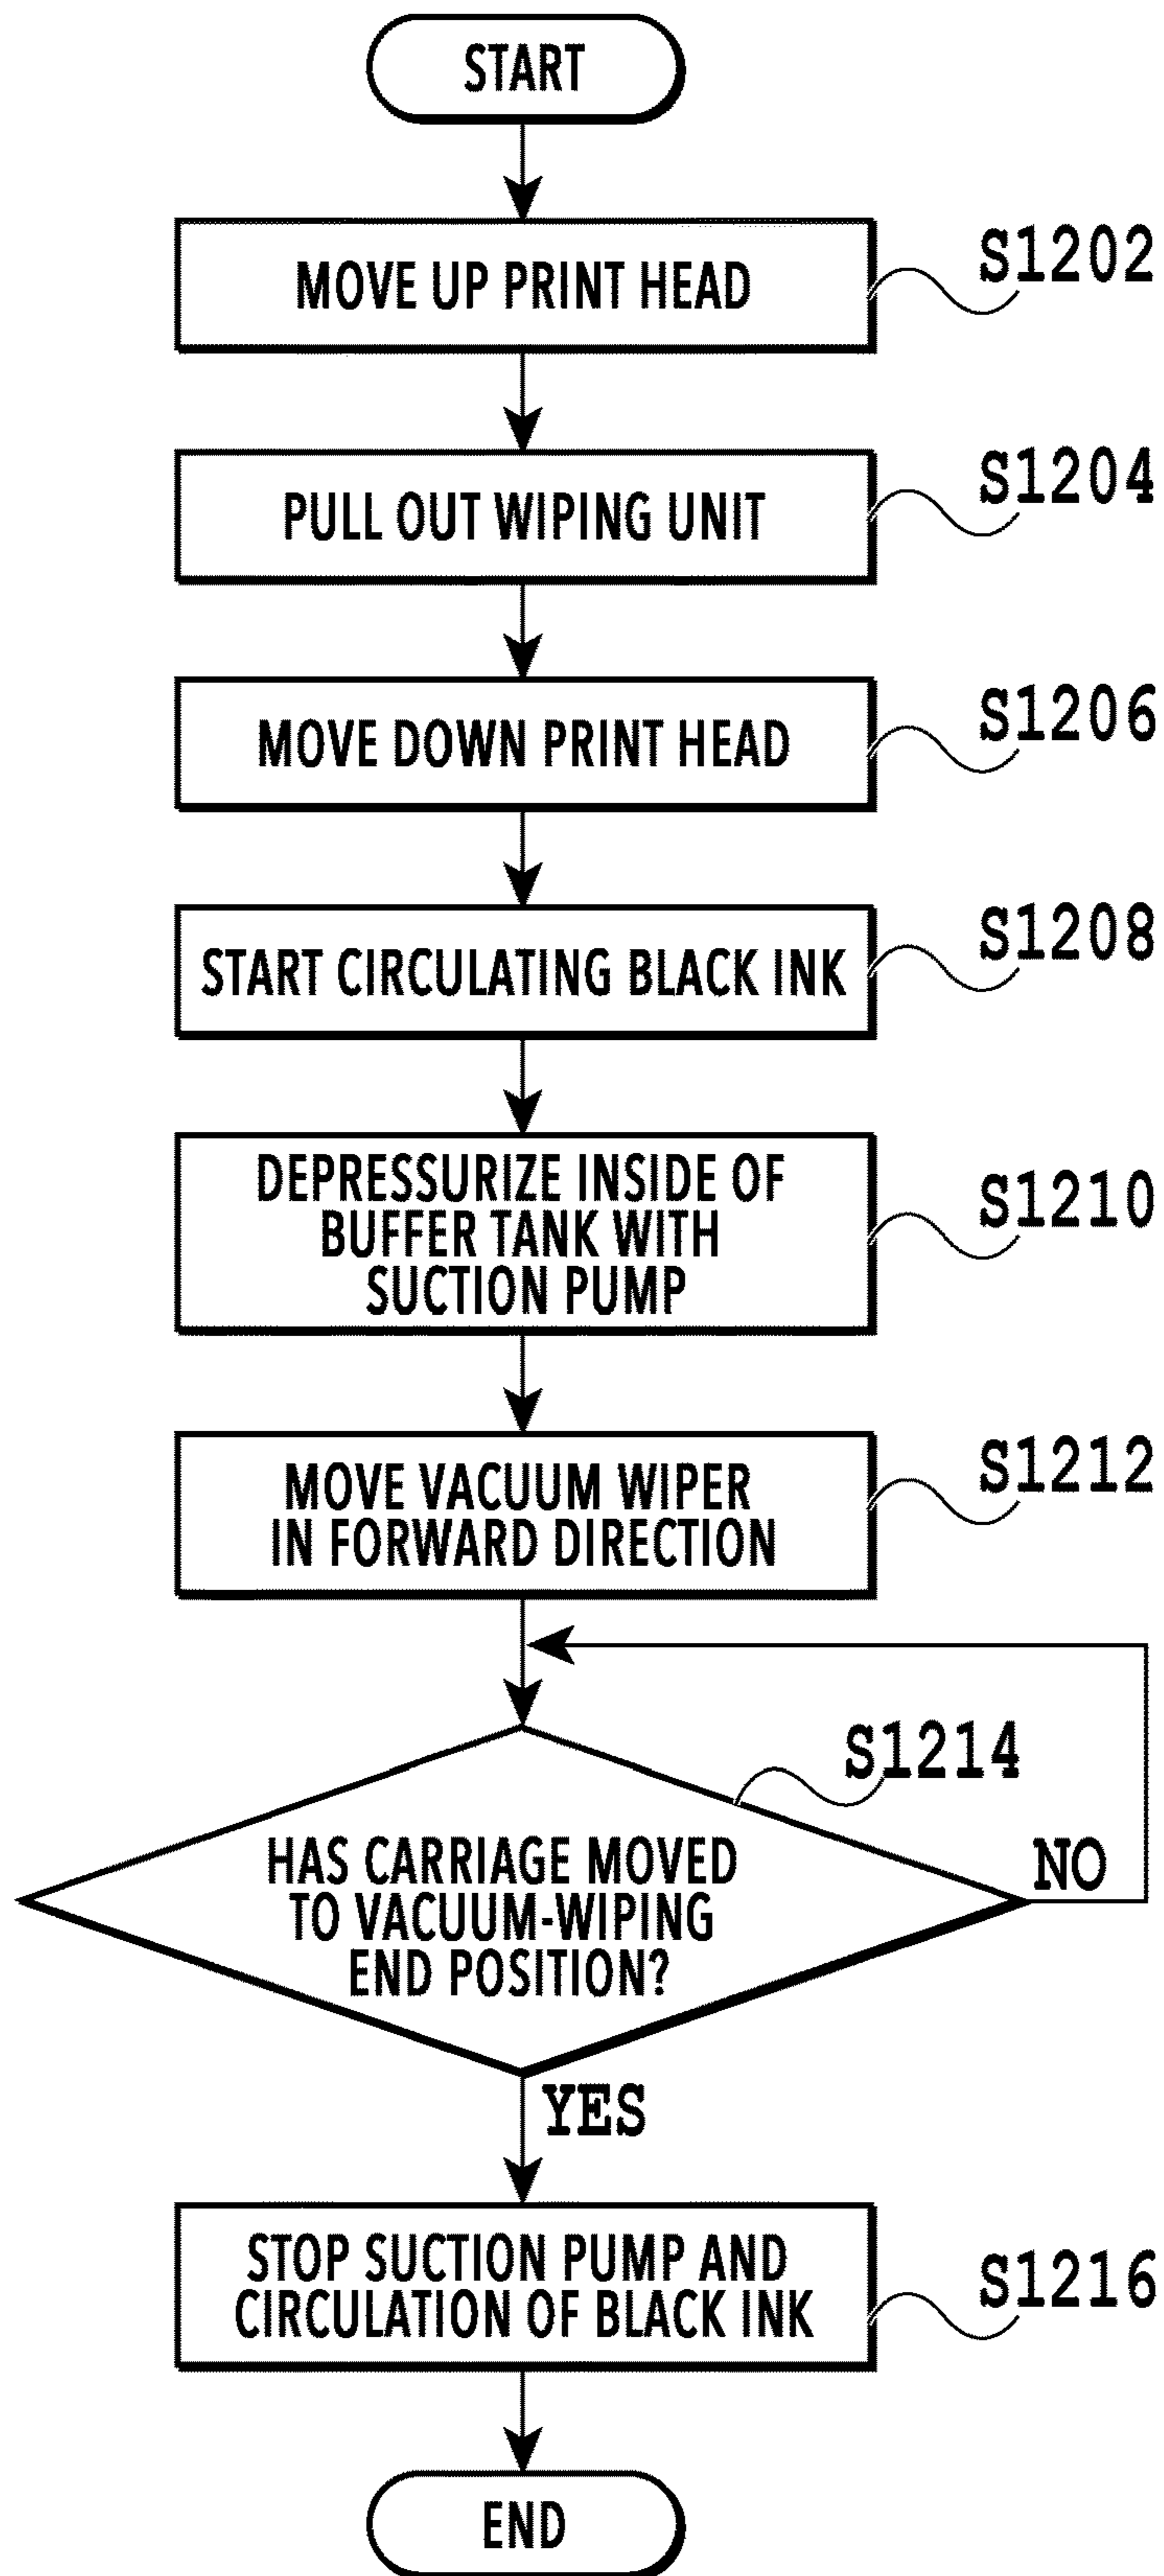 START
MOVE UP PRINT HEAD
S1202
PULL OUT WIPING UNIT
S1204
MOVE DOWN PRINT HEAD
S1206
START CIRCULATING BLACK INK
S1208
DEPRESSURIZE INSIDE OF
BUFFER TANK WITH
SUCTION PUMP
S1210
MOVE VACUUM WIPER
IN FORWARD DIRECTION
S1212
S1214
HAS CARRIAGE MOVED
TO VACUUM-WIPING
END POSITION?
NO
YES
STOP SUCTION PUMP AND
CIRCULATION OF BLACK INK
S1216
END